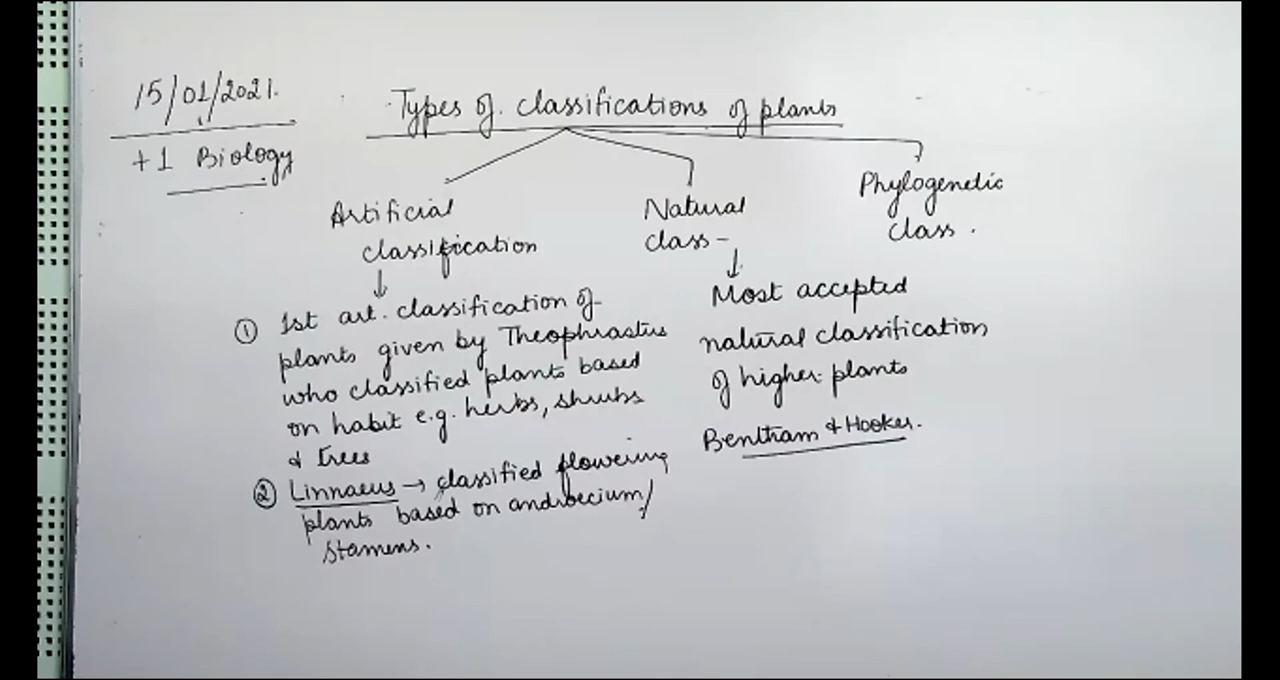 15/01/2021.
+1 Biology
Types of classifications of plants
Artificial
classification
Natural
class-
Phylogenetic
class.
① 1st art. classification of
plants given by Theophrastus
who classified plants based
on habit e.g. herbs, shrubs
& trees
② Linnaeus → classified flowering
plants based on androecium/
stamens.
Most accepted
natural classification
of higher plants
Bentham & Hooker.